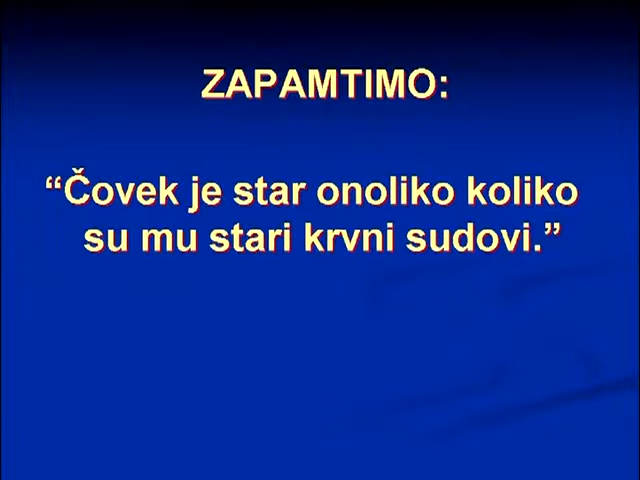 ZAPAMTIMO:
“Čovek je star onoliko koliko
su mu stari krvni sudovi.”